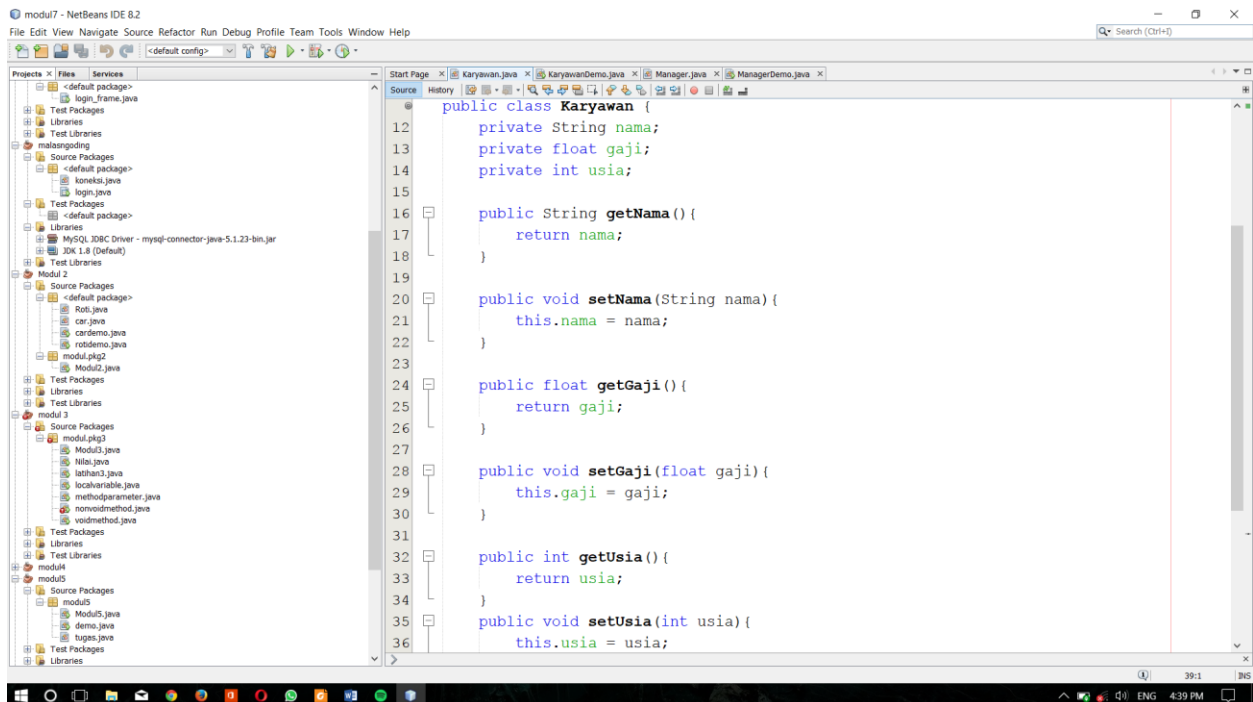 modul7 - NetBeans IDE 8.2
File Edit View Navigate Source Refactor Run Debug Profile Team Tools Window Help
Search (Ctrl+I)
<default config>
Projects Files Services
<default package>
login_frame.java
Test Packages
Libraries
Test Libraries
malasngoding
Source Packages
<default package>
koneksi.java
login.java
Test Packages
<default package>
Libraries
MySQL JDBC Driver - mysql-connector-java-5.1.23-bin.jar
JDK 1.8 (Default)
Test Libraries
Modul 2
Source Packages
<default package>
Roti.java
car.java
cardemo.java
rotidemo.java
modul.pkg2
Modul2.java
Test Packages
Libraries
Test Libraries
modul 3
Source Packages
modul.pkg3
Modul3.java
Nilai.java
latihan3.java
localvariable.java
methodparameter.java
nonvoidmethod.java
voidmethod.java
Test Packages
Libraries
Test Libraries
modul4
modul5
Source Packages
modul5
Modul5.java
demo.java
tugas.java
Test Packages
Libraries
Start Page Karyawan.java KaryawanDemo.java Manager.java ManagerDemo.java
Source History
public class Karyawan {
12 private String nama;
13 private float gaji;
14 private int usia;
15
16 public String getNama(){
17 return nama;
18 }
19
20 public void setNama(String nama){
21 this.nama = nama;
22 }
23
24 public float getGaji(){
25 return gaji;
26 }
27
28 public void setGaji(float gaji){
29 this.gaji = gaji;
30 }
31
32 public int getUsia(){
33 return usia;
34 }
35 public void setUsia(int usia){
36 this.usia = usia;
39:1 INS
ENG 4:39 PM